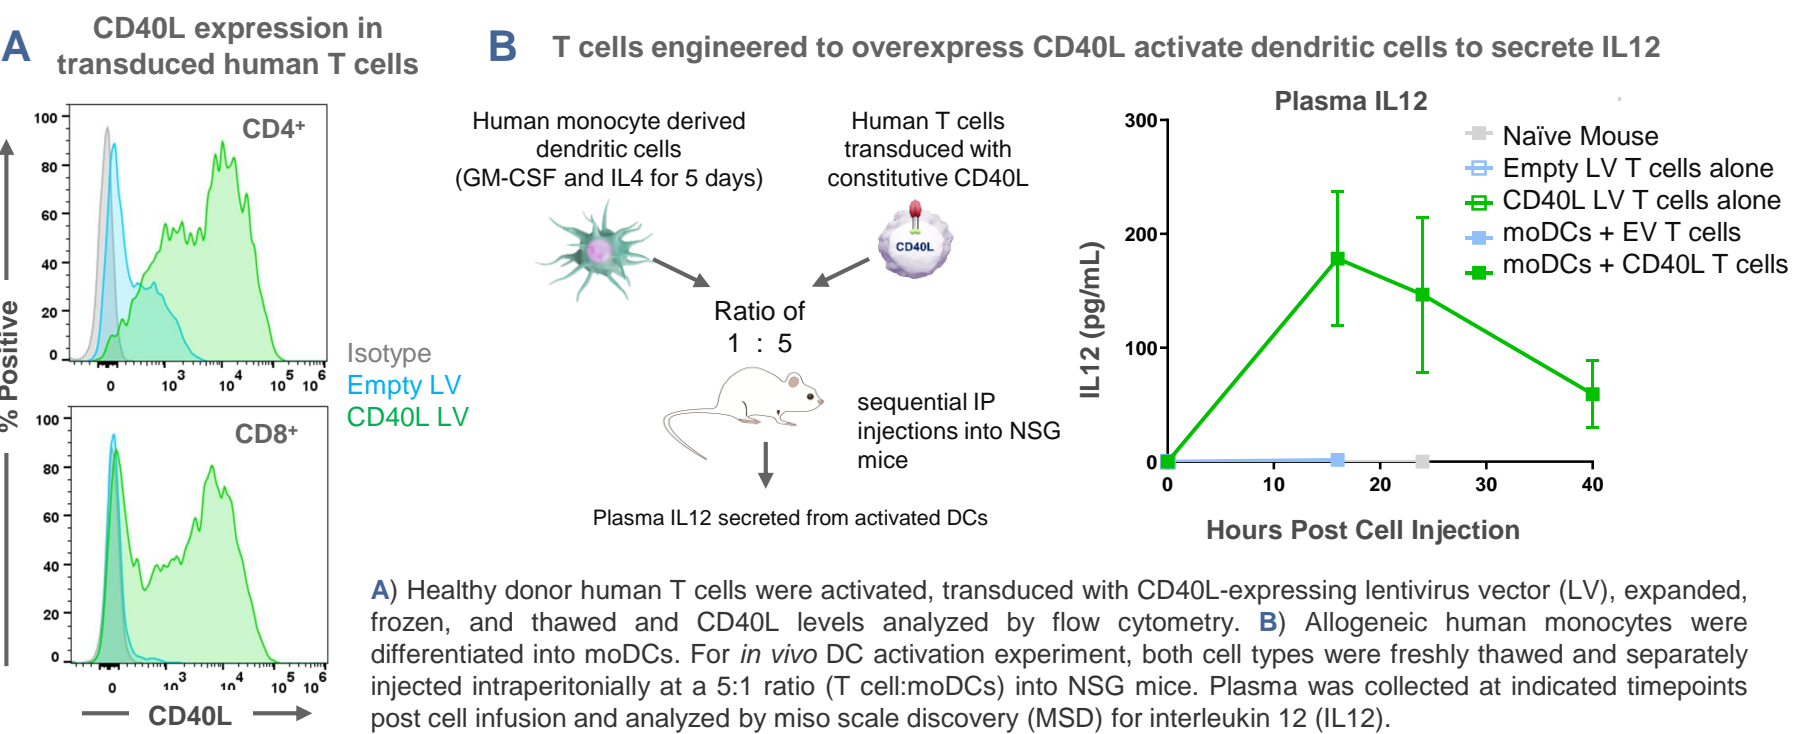 A
CD40L expression in
transduced human T cells
% Positive
CD4+
100
80
60
40
20
0
0
10^3
10^4
10^5
10^6
CD8+
100
80
60
40
20
0
0
10^3
10^4
10^5
10^6
CD40L
Isotype
Empty LV
CD40L LV
B
T cells engineered to overexpress CD40L activate dendritic cells to secrete IL12
Human monocyte derived
dendritic cells
(GM-CSF and IL4 for 5 days)
Human T cells
transduced with
constitutive CD40L
CD40L
Ratio of
1 : 5
sequential IP
injections into NSG
mice
Plasma IL12 secreted from activated DCs
Plasma IL12
IL12 (pg/mL)
300
200
100
0
0
10
20
30
40
Hours Post Cell Injection
Naïve Mouse
Empty LV T cells alone
CD40L LV T cells alone
moDCs + EV T cells
moDCs + CD40L T cells
A) Healthy donor human T cells were activated, transduced with CD40L-expressing lentivirus vector (LV), expanded,
frozen, and thawed and CD40L levels analyzed by flow cytometry. B) Allogeneic human monocytes were
differentiated into moDCs. For in vivo DC activation experiment, both cell types were freshly thawed and separately
injected intraperitonially at a 5:1 ratio (T cell:moDCs) into NSG mice. Plasma was collected at indicated timepoints
post cell infusion and analyzed by miso scale discovery (MSD) for interleukin 12 (IL12).